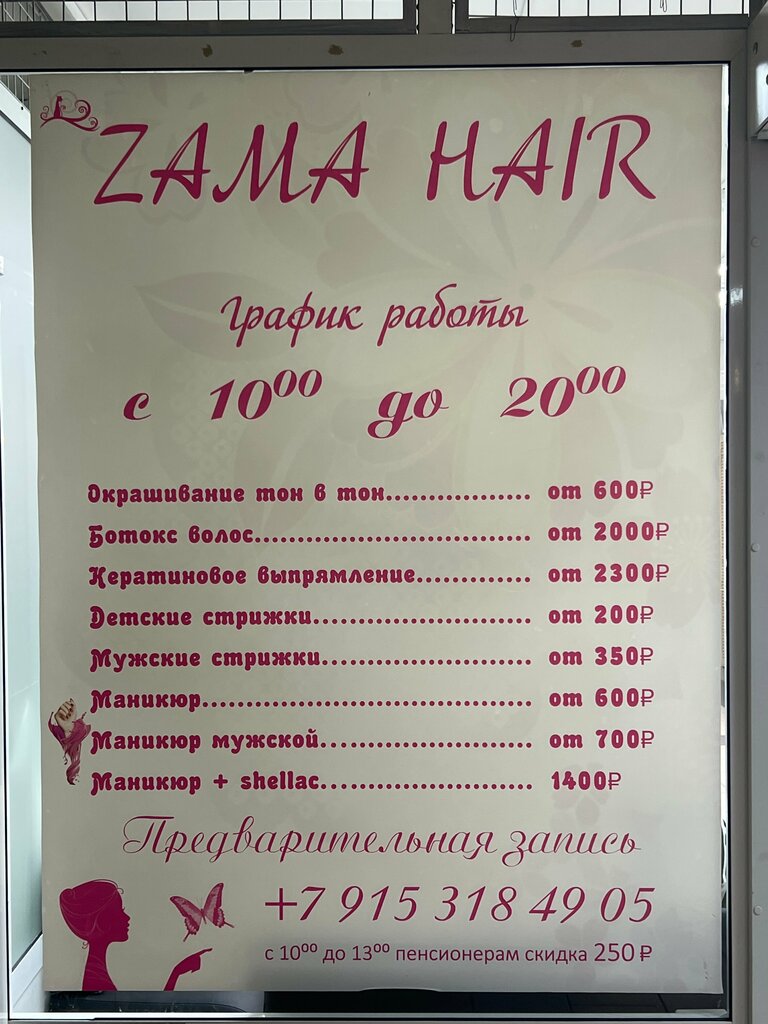 ZAMA HAIR
График работы
с 10⁰⁰ до 20⁰⁰
Окрашивание тон в тон................. от 600₽
Ботокс волос................................ от 2000₽
Кератиновое выпрямление............. от 2300₽
Детские стрижки......................... от 200₽
Мужские стрижки........................ от 350₽
Маникюр...................................... от 600₽
Маникюр мужской........................ от 700₽
Маникюр + shellac........................ 1400₽
Предварительная запись
+7 915 318 49 05
с 10⁰⁰ до 13⁰⁰ пенсионерам скидка 250 ₽